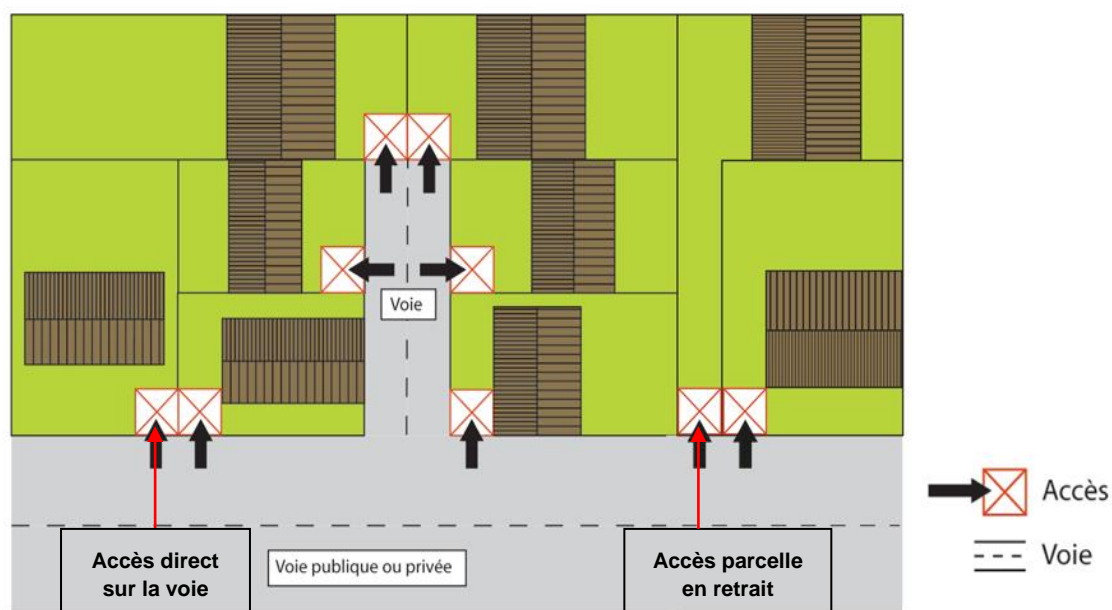 Voie
Accès
Voie
Accès direct
sur la voie
Voie publique ou privée
Accès parcelle
en retrait